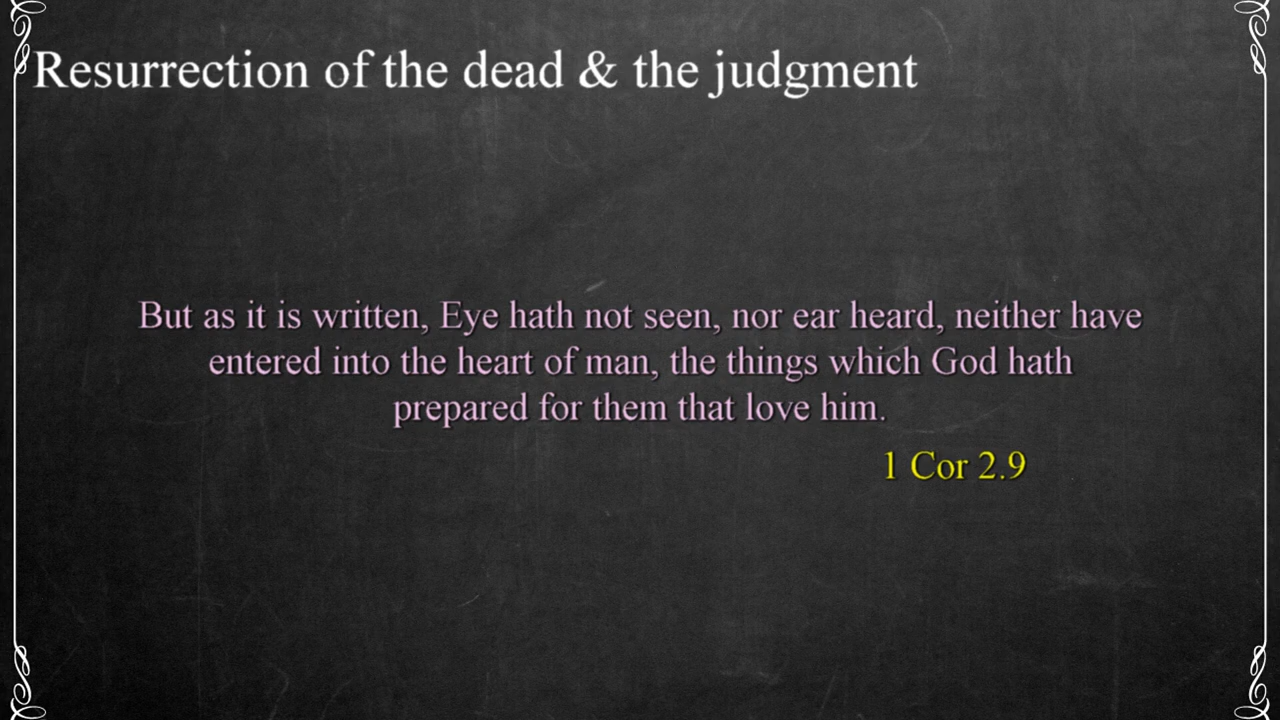 Resurrection of the dead & the judgment
But as it is written, Eye hath not seen, nor ear heard, neither have
entered into the heart of man, the things which God hath
prepared for them that love him.
1 Cor 2.9